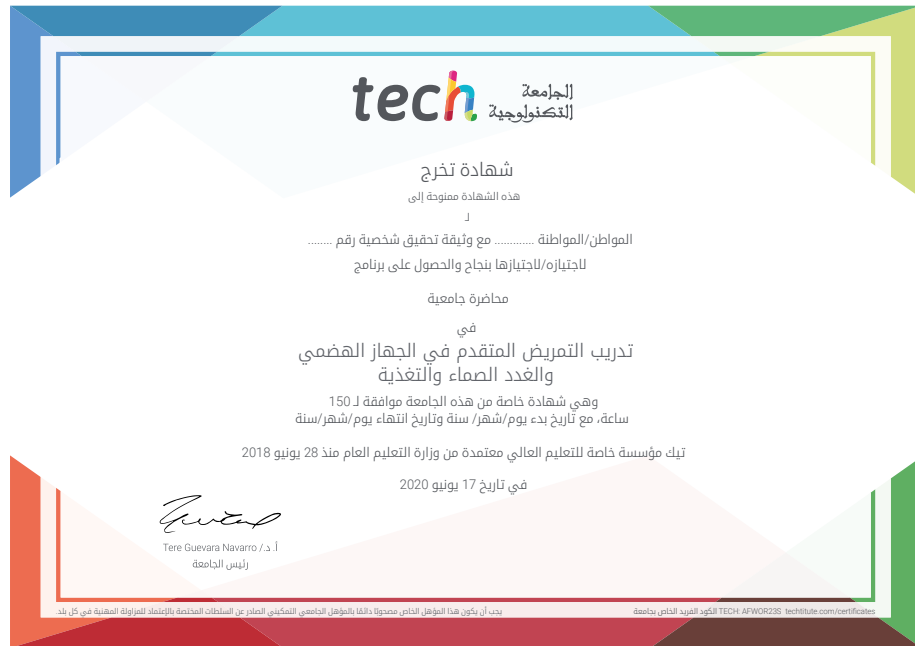 tech الجامعة
التكنولوجية
شهادة تخرج
هذه الشهادة ممنوحة إلى
لـ
المواطن/المواطنة ............ مع وثيقة تحقيق شخصية رقم ........
لاجتيازه/لاجتيازها بنجاح والحصول على برنامج
محاضرة جامعية
في
تدريب التمريض المتقدم في الجهاز الهضمي
والغدد الصماء والتغذية
وهي شهادة خاصة من هذه الجامعة موافقة لـ 150
ساعة، مع تاريخ بدء يوم/شهر/ سنة وتاريخ انتهاء يوم/شهر/سنة
تيك مؤسسة خاصة للتعليم العالي معتمدة من وزارة التعليم العام منذ 28 يونيو 2018
في تاريخ 17 يونيو 2020
أ.د./ Tere Guevara Navarro
رئيس الجامعة
يجب أن يكون هذا المؤهل الخاص مصحوبًا دائمًا بالمؤهل الجامعي التمكيني الصادر عن السلطات المختصة بالإعتماد للمزاولة المهنية في كل بلد.
الكود الفريد الخاص بجامعة TECH: AFWOR23S techtitute.com/certificates